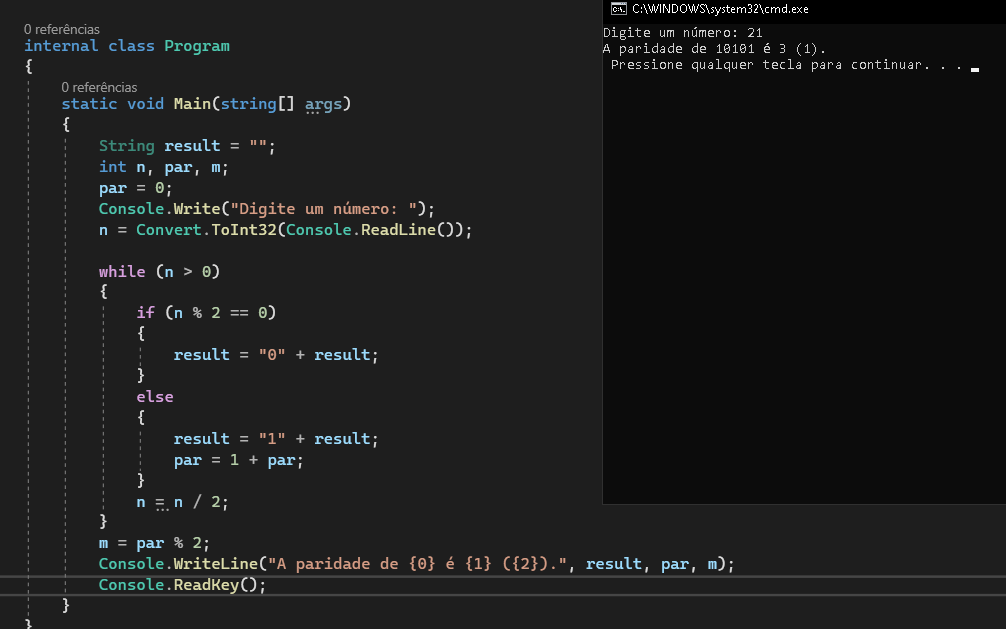 0 referências
internal class Program
{
0 referências
static void Main(string[] args)
{
String result = "";
int n, par, m;
par = 0;
Console.Write("Digite um número: ");
n = Convert.ToInt32(Console.ReadLine());
while (n > 0)
{
if (n % 2 == 0)
{
result = "0" + result;
}
else
{
result = "1" + result;
par = 1 + par;
}
n = n / 2;
}
m = par % 2;
Console.WriteLine("A paridade de {0} é {1} ({2}).", result, par, m);
Console.ReadKey();
}
}
C:\WINDOWS\system32\cmd.exe
Digite um número: 21
A paridade de 10101 é 3 (1).
Pressione qualquer tecla para continuar. . .